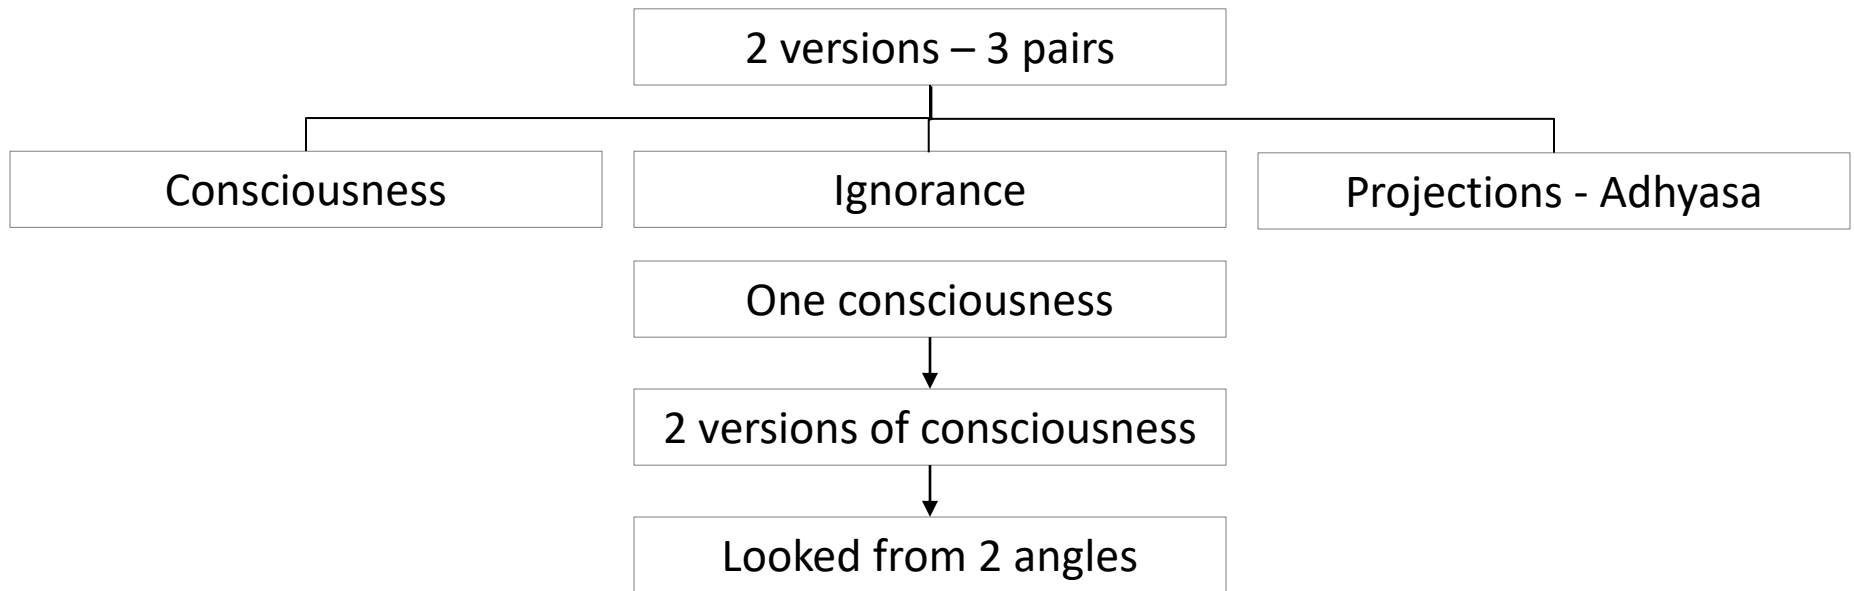 2 versions – 3 pairs
Consciousness
Ignorance
Projections - Adhyasa
One consciousness
2 versions of consciousness
Looked from 2 angles